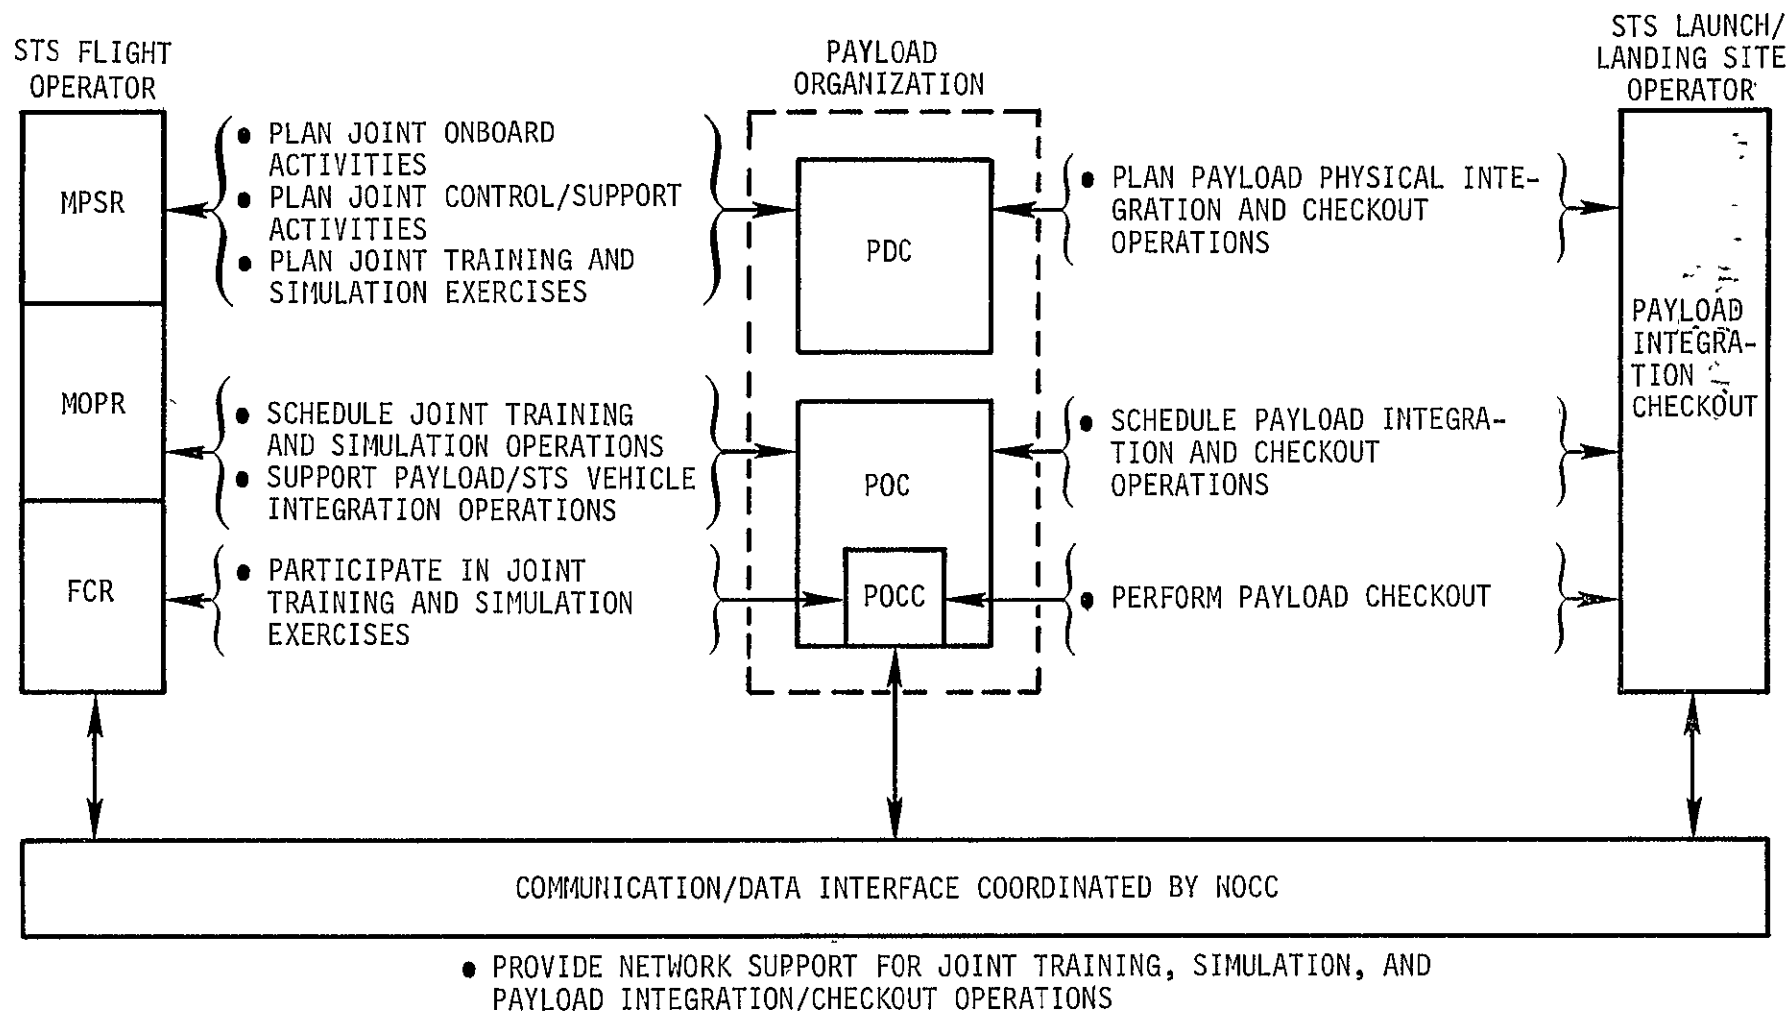 STS FLIGHT
OPERATOR
PAYLOAD
ORGANIZATION
STS LAUNCH/
LANDING SITE
OPERATOR
MPSR
● PLAN JOINT ONBOARD
ACTIVITIES
● PLAN JOINT CONTROL/SUPPORT
ACTIVITIES
● PLAN JOINT TRAINING AND
SIMULATION EXERCISES
PDC
● PLAN PAYLOAD PHYSICAL INTE-
GRATION AND CHECKOUT
OPERATIONS
PAYLOAD
INTEGRA-
TION
CHECKOUT
MOPR
● SCHEDULE JOINT TRAINING
AND SIMULATION OPERATIONS
● SUPPORT PAYLOAD/STS VEHICLE
INTEGRATION OPERATIONS
POC
● SCHEDULE PAYLOAD INTEGRA-
TION AND CHECKOUT
OPERATIONS
FCR
● PARTICIPATE IN JOINT
TRAINING AND SIMULATION
EXERCISES
POCC
● PERFORM PAYLOAD CHECKOUT
COMMUNICATION/DATA INTERFACE COORDINATED BY NOCC
● PROVIDE NETWORK SUPPORT FOR JOINT TRAINING, SIMULATION, AND
PAYLOAD INTEGRATION/CHECKOUT OPERATIONS